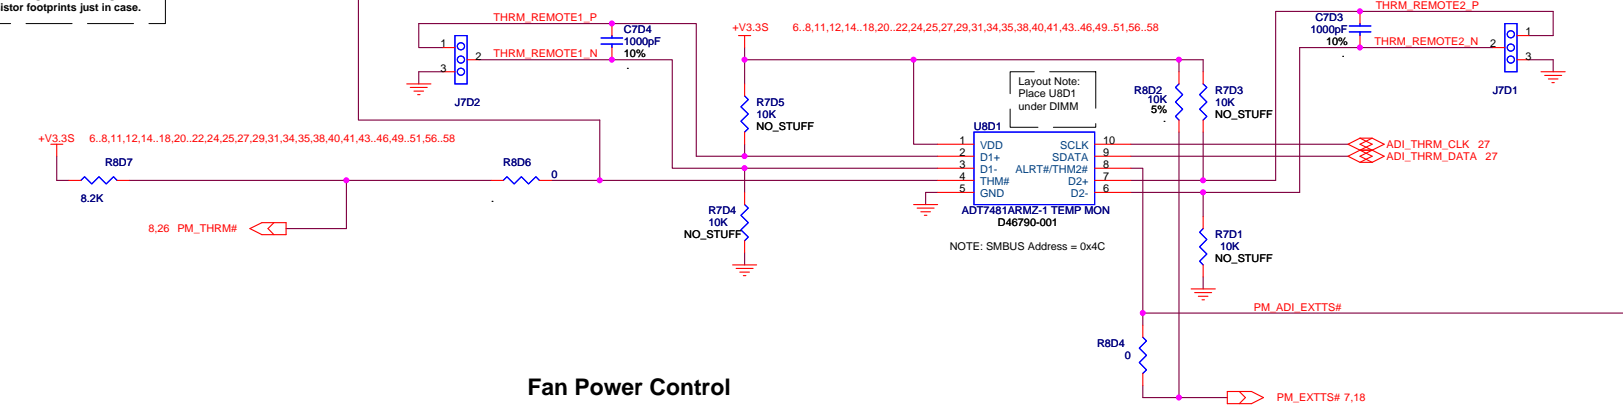 istor footprints just in case.
THRM_REMOTE1_P
C7D4
1000pF
10%
.
THRM_REMOTE1_N
1
2
3
J7D2
+V3.3S 6..8,11,12,14..18,20..22,24,25,27,29,31,34,35,38,40,41,43..46,49..51,56..58
THRM_REMOTE2_P
C7D3
1000pF
10%
.
THRM_REMOTE2_N
1
2
3
J7D1
Layout Note:
Place U8D1
under DIMM
R8D2
10K
5%
.
R7D3
10K
NO_STUFF
R7D5
10K
NO_STUFF
+V3.3S 6..8,11,12,14..18,20..22,24,25,27,29,31,34,35,38,40,41,43..46,49..51,56..58
R8D7
8.2K
R8D6
0
.
8,26 PM_THRM#
U8D1
1 VDD SCLK 10
2 D1+ SDATA 9
3 D1- ALRT#/THM2# 8
4 THM# D2+ 7
5 GND D2- 6
ADT7481ARMZ-1 TEMP MON
D46790-001
NOTE: SMBUS Address = 0x4C
ADI_THRM_CLK 27
ADI_THRM_DATA 27
R7D4
10K
NO_STUFF
R7D1
10K
NO_STUFF
PM_ADI_EXTTS#
R8D4
0
PM_EXTTS# 7,18
Fan Power Control